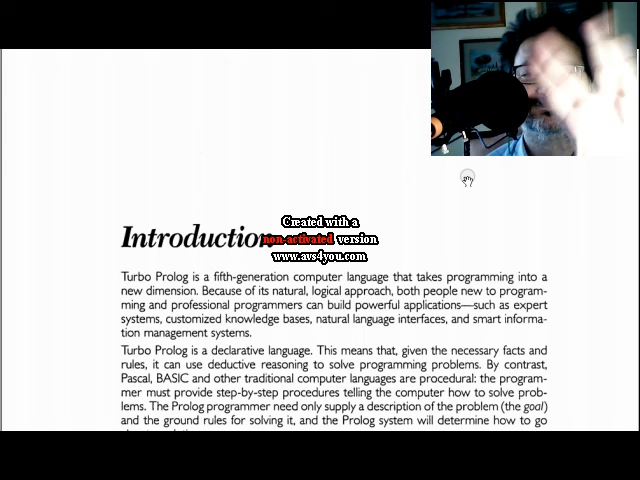 Introduction
Created with a
non-activated version
www.avs4you.com
Turbo Prolog is a fifth-generation computer language that takes programming into a
new dimension. Because of its natural, logical approach, both people new to program-
ming and professional programmers can build powerful applications—such as expert
systems, customized knowledge bases, natural language interfaces, and smart informa-
tion management systems.
Turbo Prolog is a declarative language. This means that, given the necessary facts and
rules, it can use deductive reasoning to solve programming problems. By contrast,
Pascal, BASIC and other traditional computer languages are procedural: the program-
mer must provide step-by-step procedures telling the computer how to solve prob-
lems. The Prolog programmer need only supply a description of the problem (the goal)
and the ground rules for solving it, and the Prolog system will determine how to go